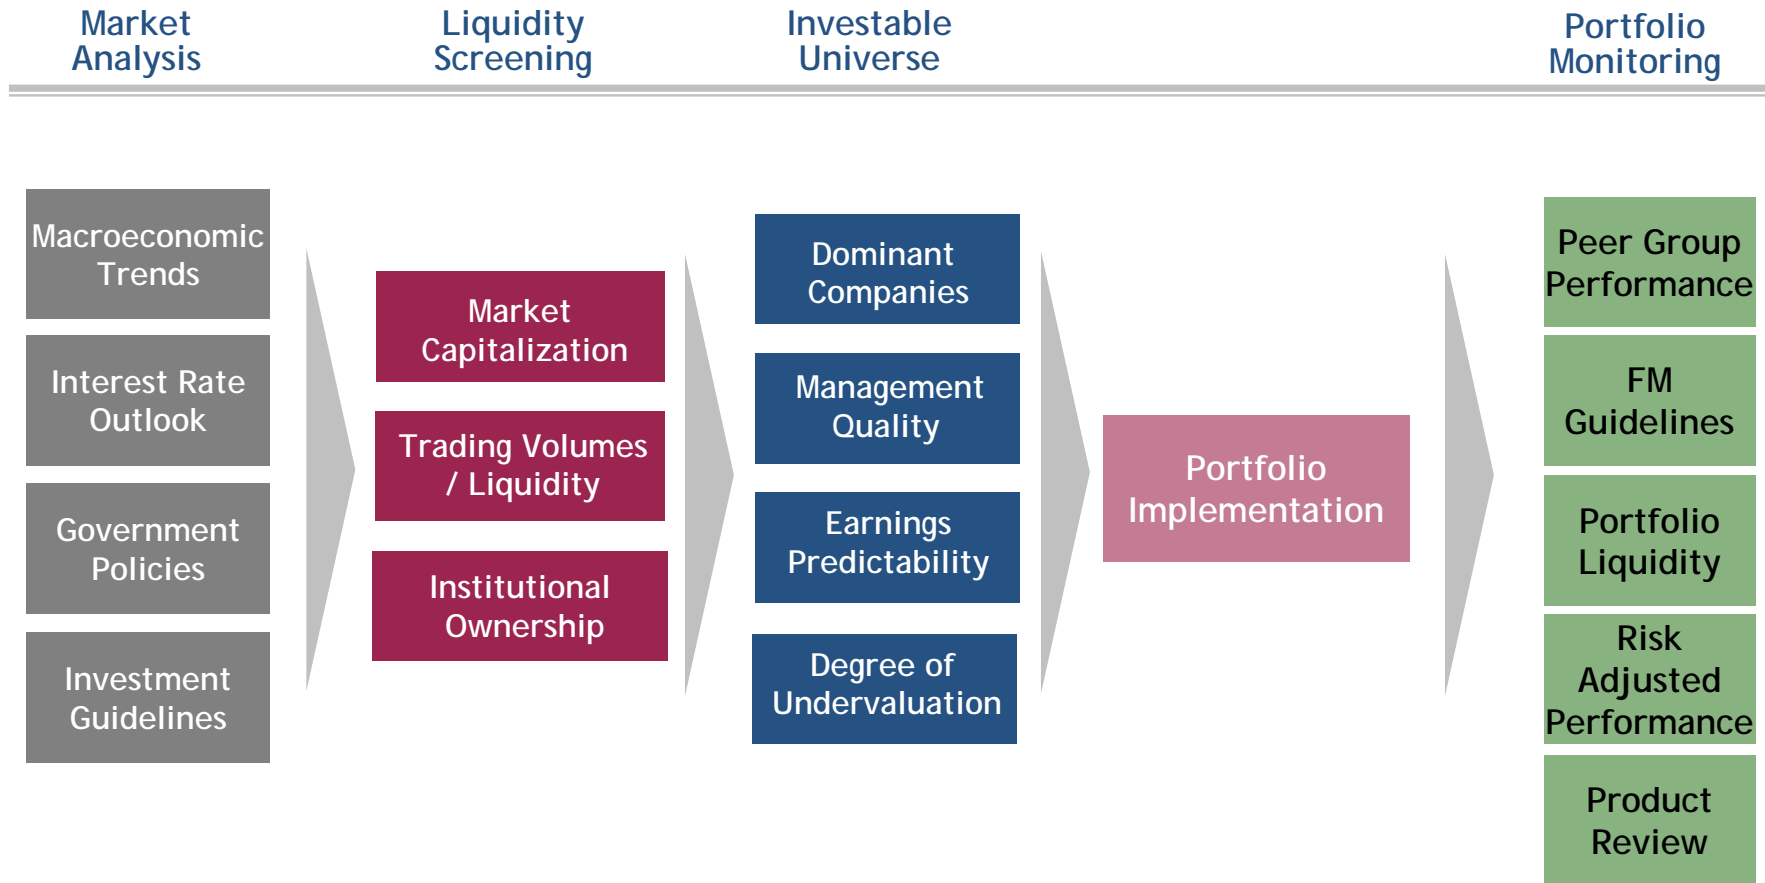 Market
Analysis
Liquidity
Screening
Investable
Universe
Portfolio
Monitoring
Macroeconomic
Trends
Interest Rate
Outlook
Government
Policies
Investment
Guidelines
Market
Capitalization
Trading Volumes
/ Liquidity
Institutional
Ownership
Dominant
Companies
Management
Quality
Earnings
Predictability
Degree of
Undervaluation
Portfolio
Implementation
Peer Group
Performance
FM
Guidelines
Portfolio
Liquidity
Risk
Adjusted
Performance
Product
Review